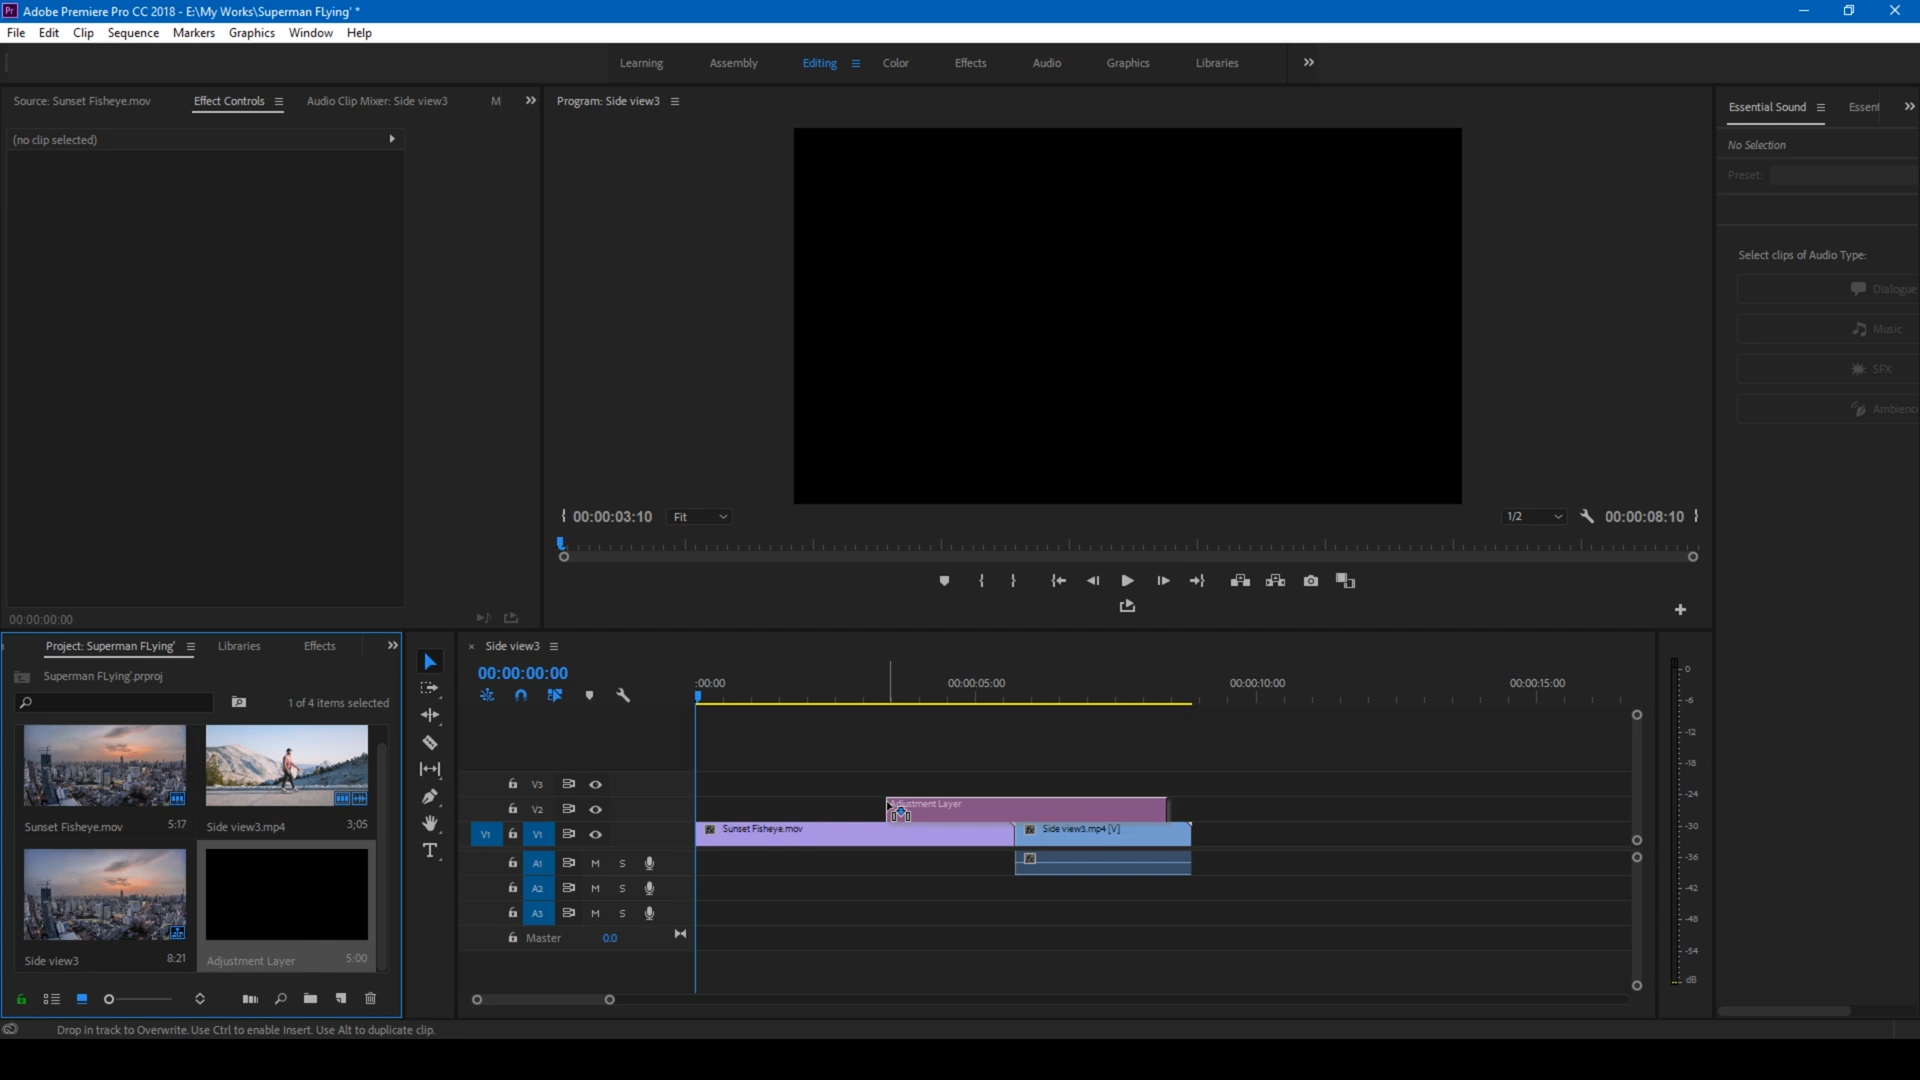 Adobe Premiere Pro CC 2018 - E:\My Works\Superman FLying' *
File Edit Clip Sequence Markers Graphics Window Help
Learning Assembly Editing Color Effects Audio Graphics Libraries
Source: Sunset Fisheye.mov Effect Controls Audio Clip Mixer: Side view3 M
Program: Side view3
Essential Sound Essent
(no clip selected)
No Selection
Preset:
Select clips of Audio Type:
Dialogue
Music
SFX
Ambienc
00:00:03:10 Fit 1/2 00:00:08:10
00:00:00:00
Project: Superman FLying' Libraries Effects
Superman FLying'.prproj
1 of 4 items selected
Sunset Fisheye.mov 5:17
Side view3.mp4 3;05
Side view3 8:21
Adjustment Layer 5:00
Side view3
00:00:00:00
:00:00 00:00:05:00 00:00:10:00 00:00:15:00
V3
V2 Adjustment Layer
V1 V1 fx Sunset Fisheye.mov fx Side view3.mp4 [V]
A1 M S fx
A2 M S
A3 M S
Master 0.0
0
-6
-12
-18
-24
-30
-36
-42
-48
-54
dB
Drop in track to Overwrite. Use Ctrl to enable Insert. Use Alt to duplicate clip.